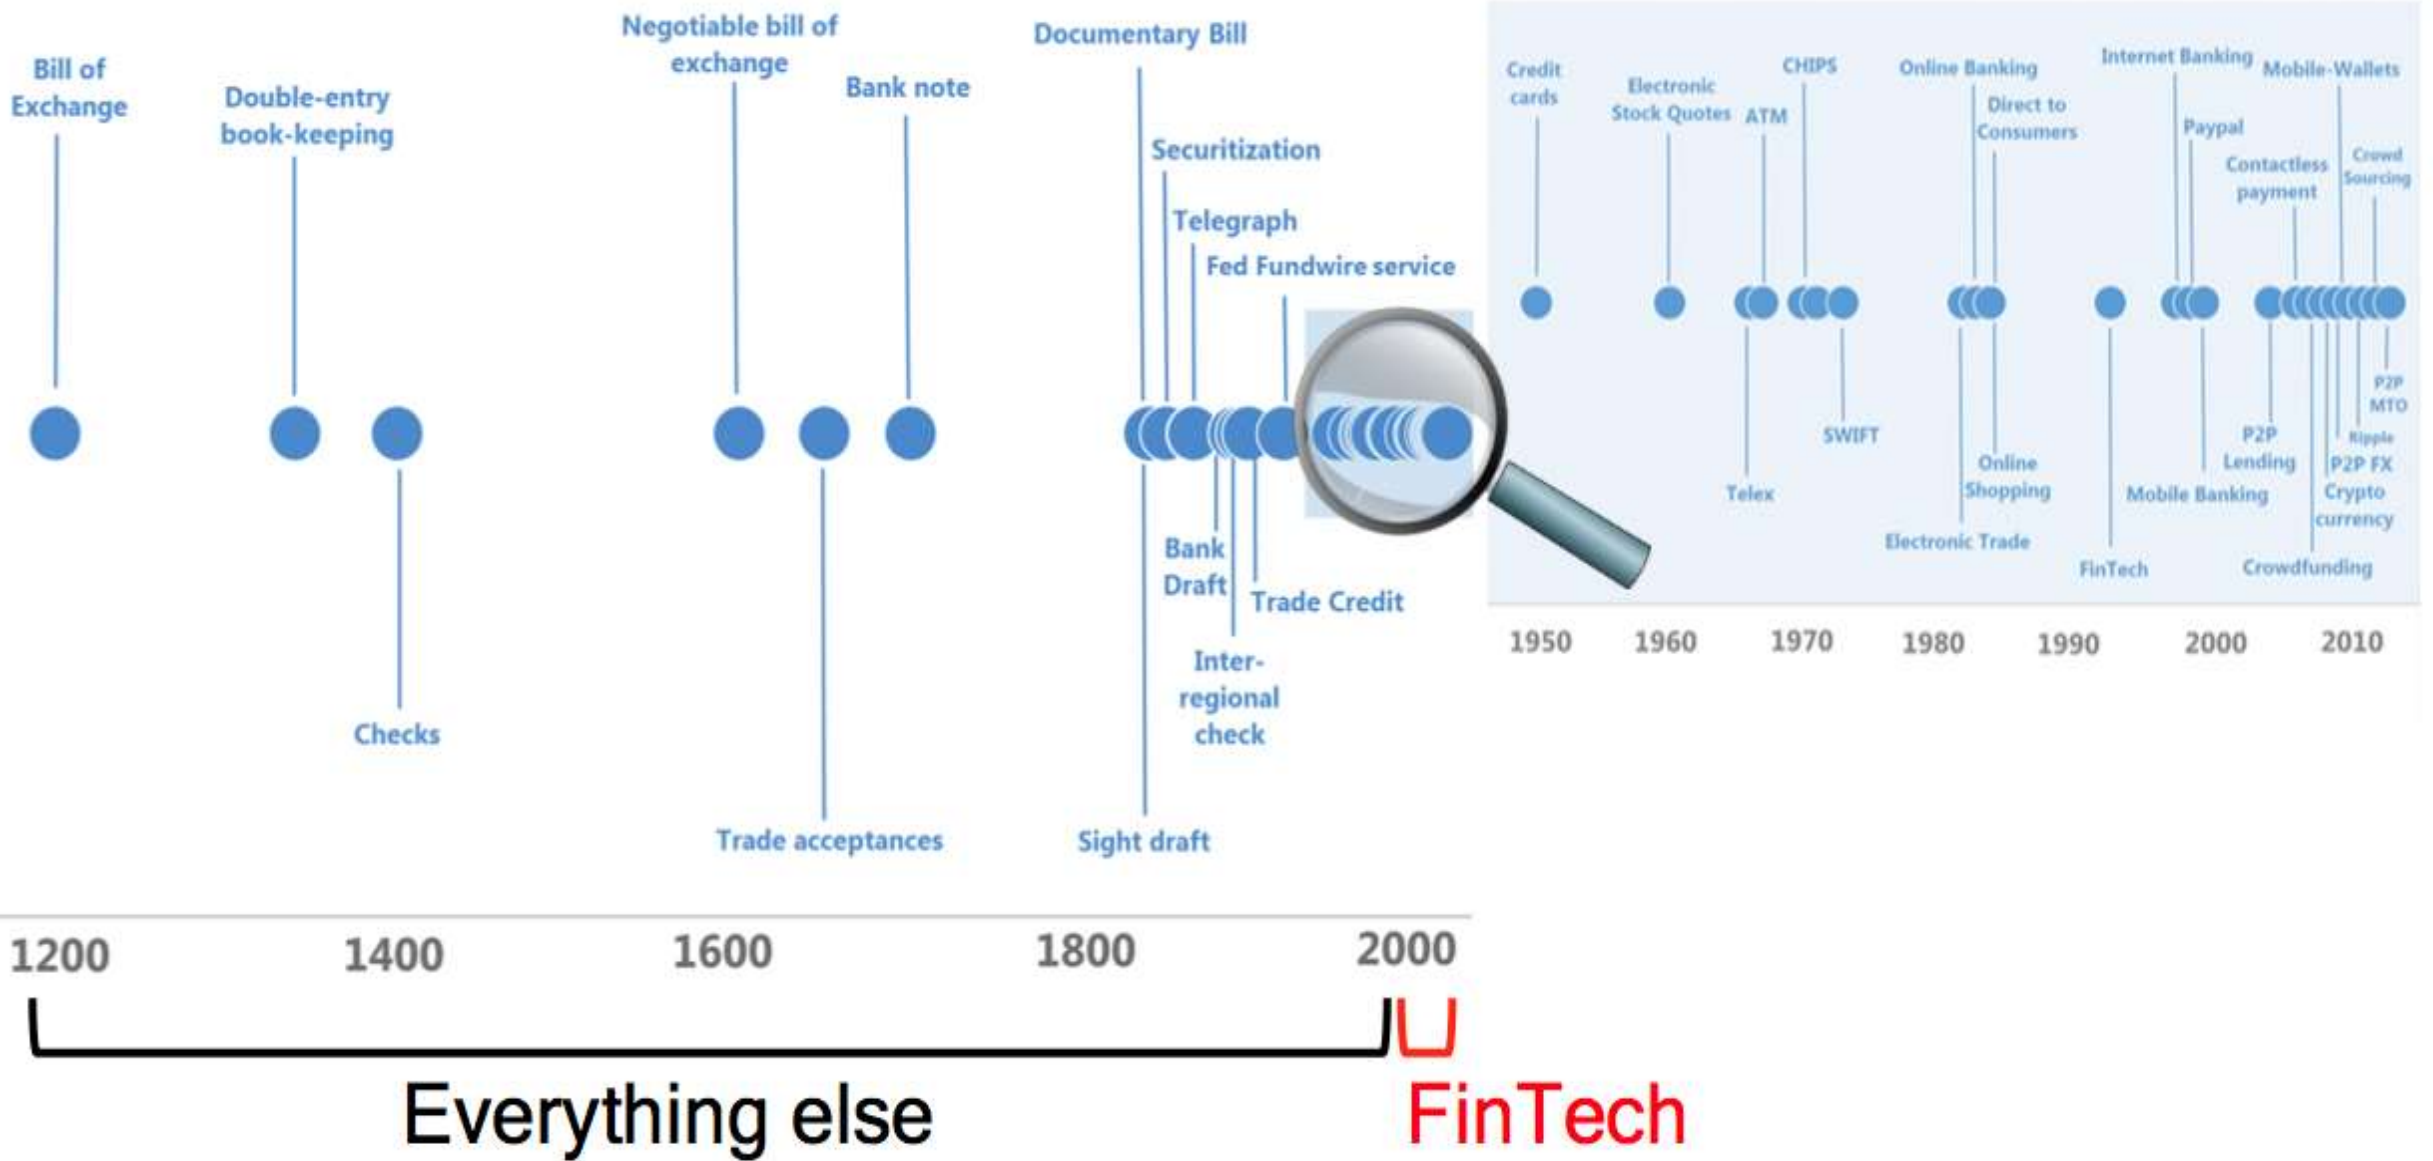 Bill of
Exchange
Double-entry
book-keeping
Checks
Negotiable bill of
exchange
Trade acceptances
Bank note
Documentary Bill
Securitization
Telegraph
Fed Fundwire service
Bank
Draft
Trade Credit
Inter-
regional
check
Sight draft
1200
1400
1600
1800
2000
Everything else
FinTech
Credit
cards
Electronic
Stock Quotes
ATM
CHIPS
Online Banking
Direct to
Consumers
Internet Banking
Mobile-Wallets
Paypal
Contactless
payment
Crowd
Sourcing
Telex
SWIFT
Online
Shopping
Electronic Trade
FinTech
Mobile Banking
P2P
Lending
P2P
MTO
Ripple
P2P FX
Crypto
currency
Crowdfunding
1950
1960
1970
1980
1990
2000
2010